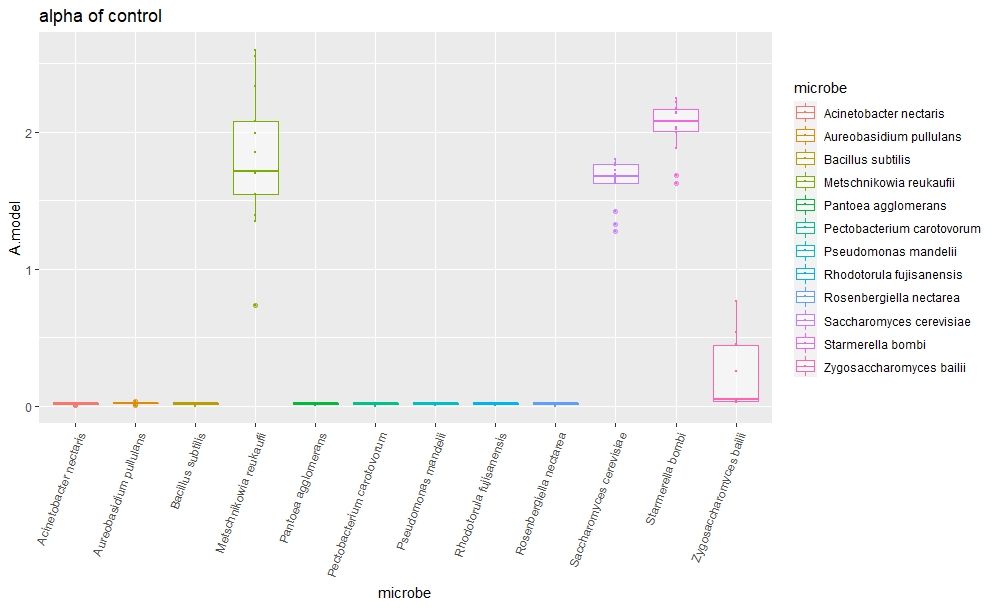 alpha of control
A.model
2
1
0
Acinetobacter nectaris
Aureobasidium pullulans
Bacillus subtilis
Metschnikowia reukaufii
Pantoea agglomerans
Pectobacterium carotovorum
Pseudomonas mandelii
Rhodotorula fujisanensis
Rosenbergiella nectarea
Saccharomyces cerevisiae
Starmerella bombi
Zygosaccharomyces bailii
microbe
microbe
Acinetobacter nectaris
Aureobasidium pullulans
Bacillus subtilis
Metschnikowia reukaufii
Pantoea agglomerans
Pectobacterium carotovorum
Pseudomonas mandelii
Rhodotorula fujisanensis
Rosenbergiella nectarea
Saccharomyces cerevisiae
Starmerella bombi
Zygosaccharomyces bailii